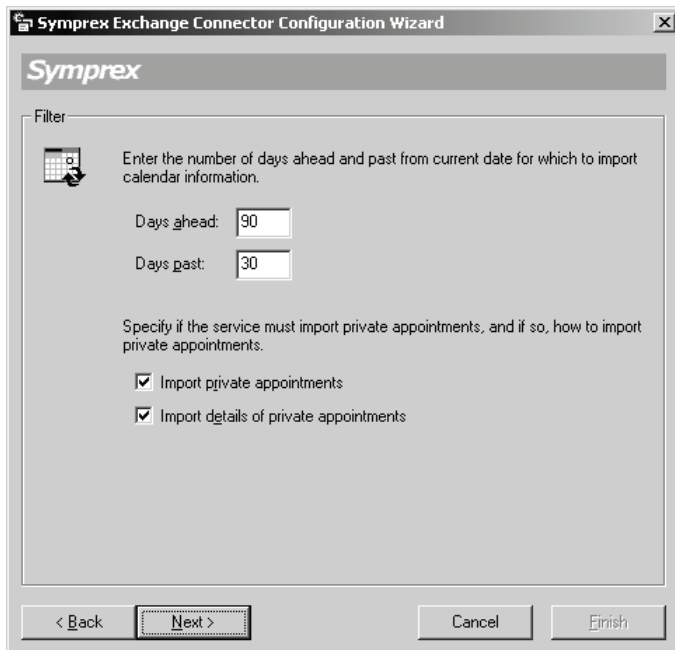 Symprex Exchange Connector Configuration Wizard
Symprex
Filter
Enter the number of days ahead and past from current date for which to import
calendar information.
Days ahead: 90
Days past: 30
Specify if the service must import private appointments, and if so, how to import
private appointments.
Import private appointments
Import details of private appointments
< Back Next > Cancel Finish